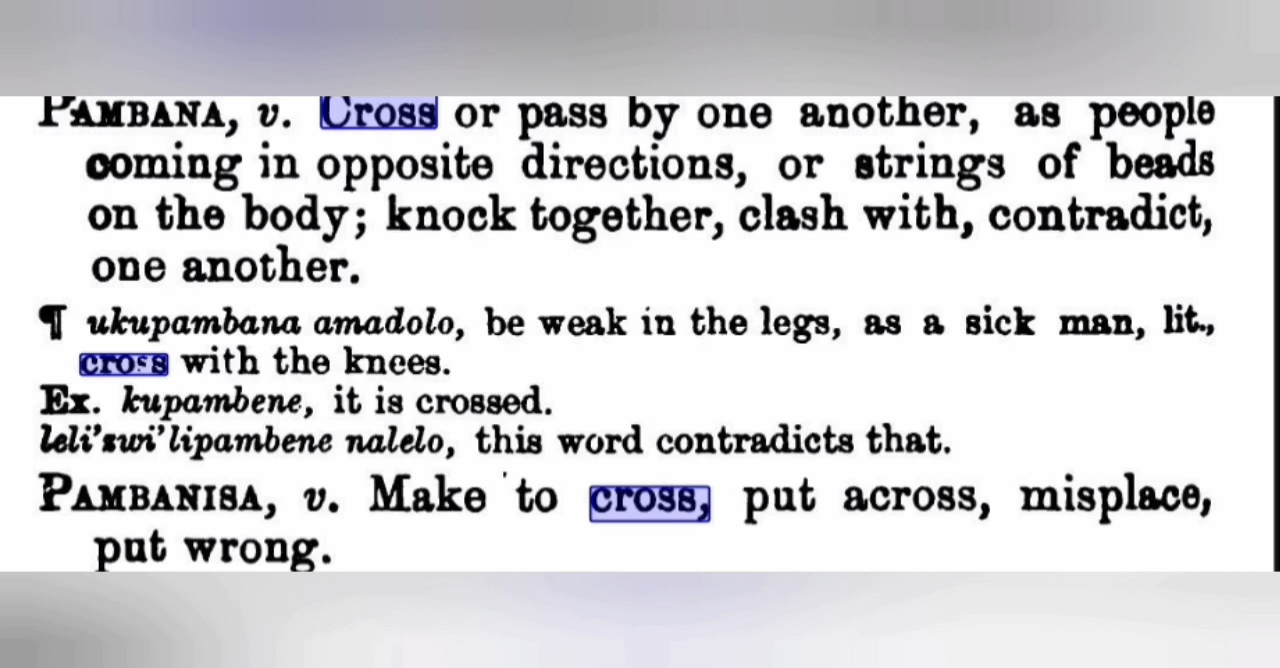 PAMBANA, v. Cross or pass by one another, as people
coming in opposite directions, or strings of beads
on the body; knock together, clash with, contradict,
one another.
¶ ukupambana amadolo, be weak in the legs, as a sick man, lit.,
cross with the knees.
Ex. kupambene, it is crossed.
leli'zwi'lipambene nalelo, this word contradicts that.
PAMBANISA, v. Make to cross, put across, misplace,
put wrong.